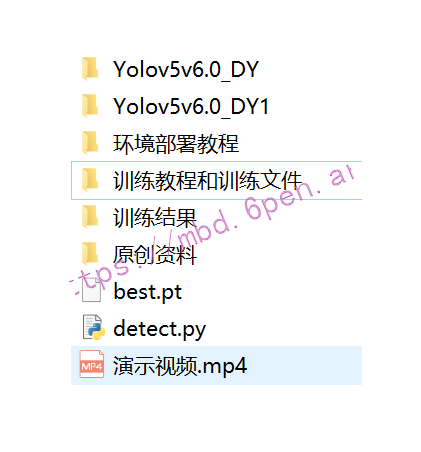 Yolov5v6.0_DY
Yolov5v6.0_DY1
环境部署教程
训练教程和训练文件
训练结果
原创资料
best.pt
detect.py
MP4
演示视频.mp4
ttps://mbd.6pen.ar